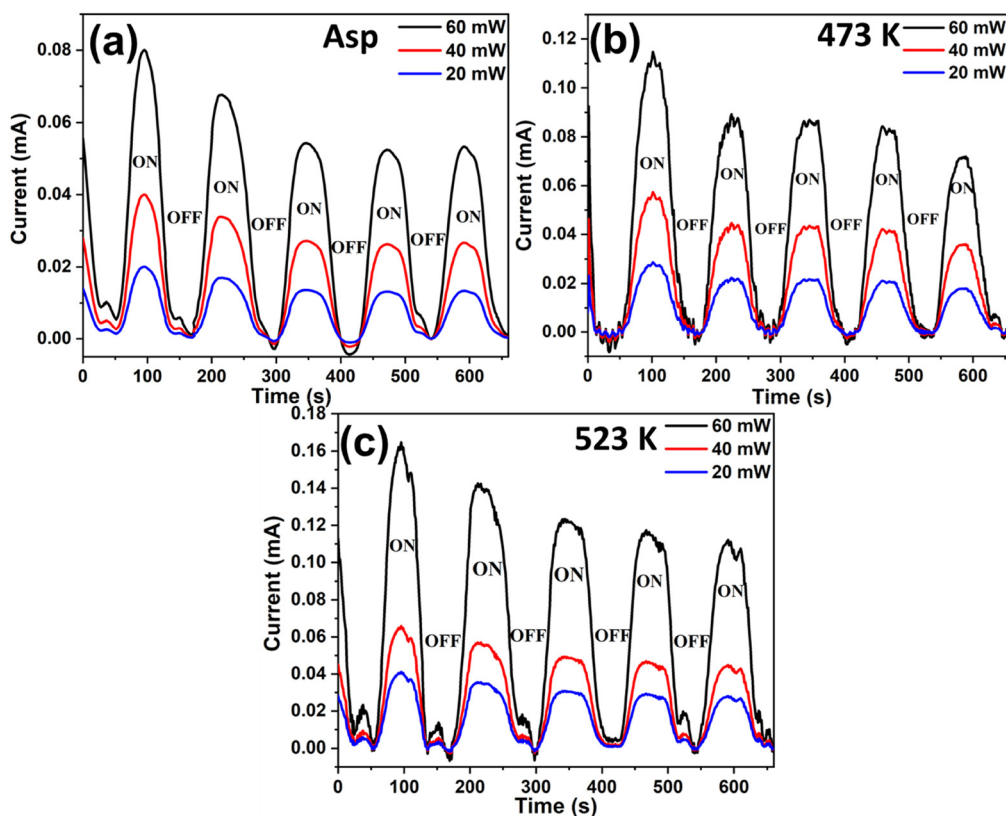 (a)
Asp
60 mW
40 mW
20 mW
Current (mA)
0.08
0.06
0.04
0.02
0.00
ON
OFF
ON
OFF
ON
OFF
ON
OFF
ON
0 100 200 300 400 500 600
Time (s)
(b)
473 K
60 mW
40 mW
20 mW
Current (mA)
0.12
0.10
0.08
0.06
0.04
0.02
0.00
ON
OFF
ON
OFF
ON
OFF
ON
OFF
ON
0 100 200 300 400 500 600
Time (s)
(c)
523 K
60 mW
40 mW
20 mW
Current (mA)
0.18
0.16
0.14
0.12
0.10
0.08
0.06
0.04
0.02
0.00
ON
OFF
ON
OFF
ON
OFF
ON
OFF
ON
0 100 200 300 400 500 600
Time (s)